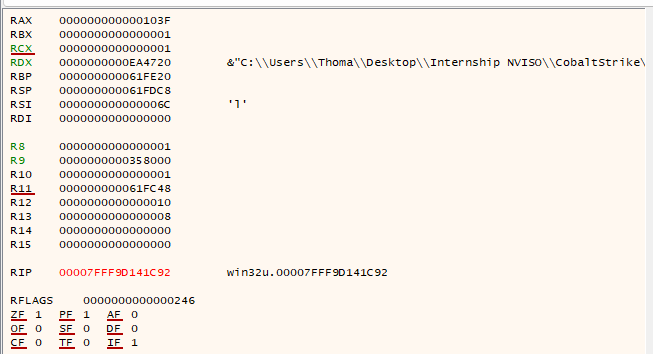 RAX 000000000000103F
RBX 0000000000000001
RCX 0000000000000001
RDX 0000000000EA4720 &"C:\\Users\\Thoma\\Desktop\\Internship NVISO\\CobaltStrike\
RBP 000000000061FE20
RSP 000000000061FDC8
RSI 000000000000006C 'l'
RDI 0000000000000000
R8 0000000000000001
R9 0000000000358000
R10 0000000000000001
R11 000000000061FC48
R12 0000000000000010
R13 0000000000000008
R14 0000000000000000
R15 0000000000000000
RIP 00007FFF9D141C92 win32u.00007FFF9D141C92
RFLAGS 0000000000000246
ZF 1 PF 1 AF 0
OF 0 SF 0 DF 0
CF 0 TF 0 IF 1